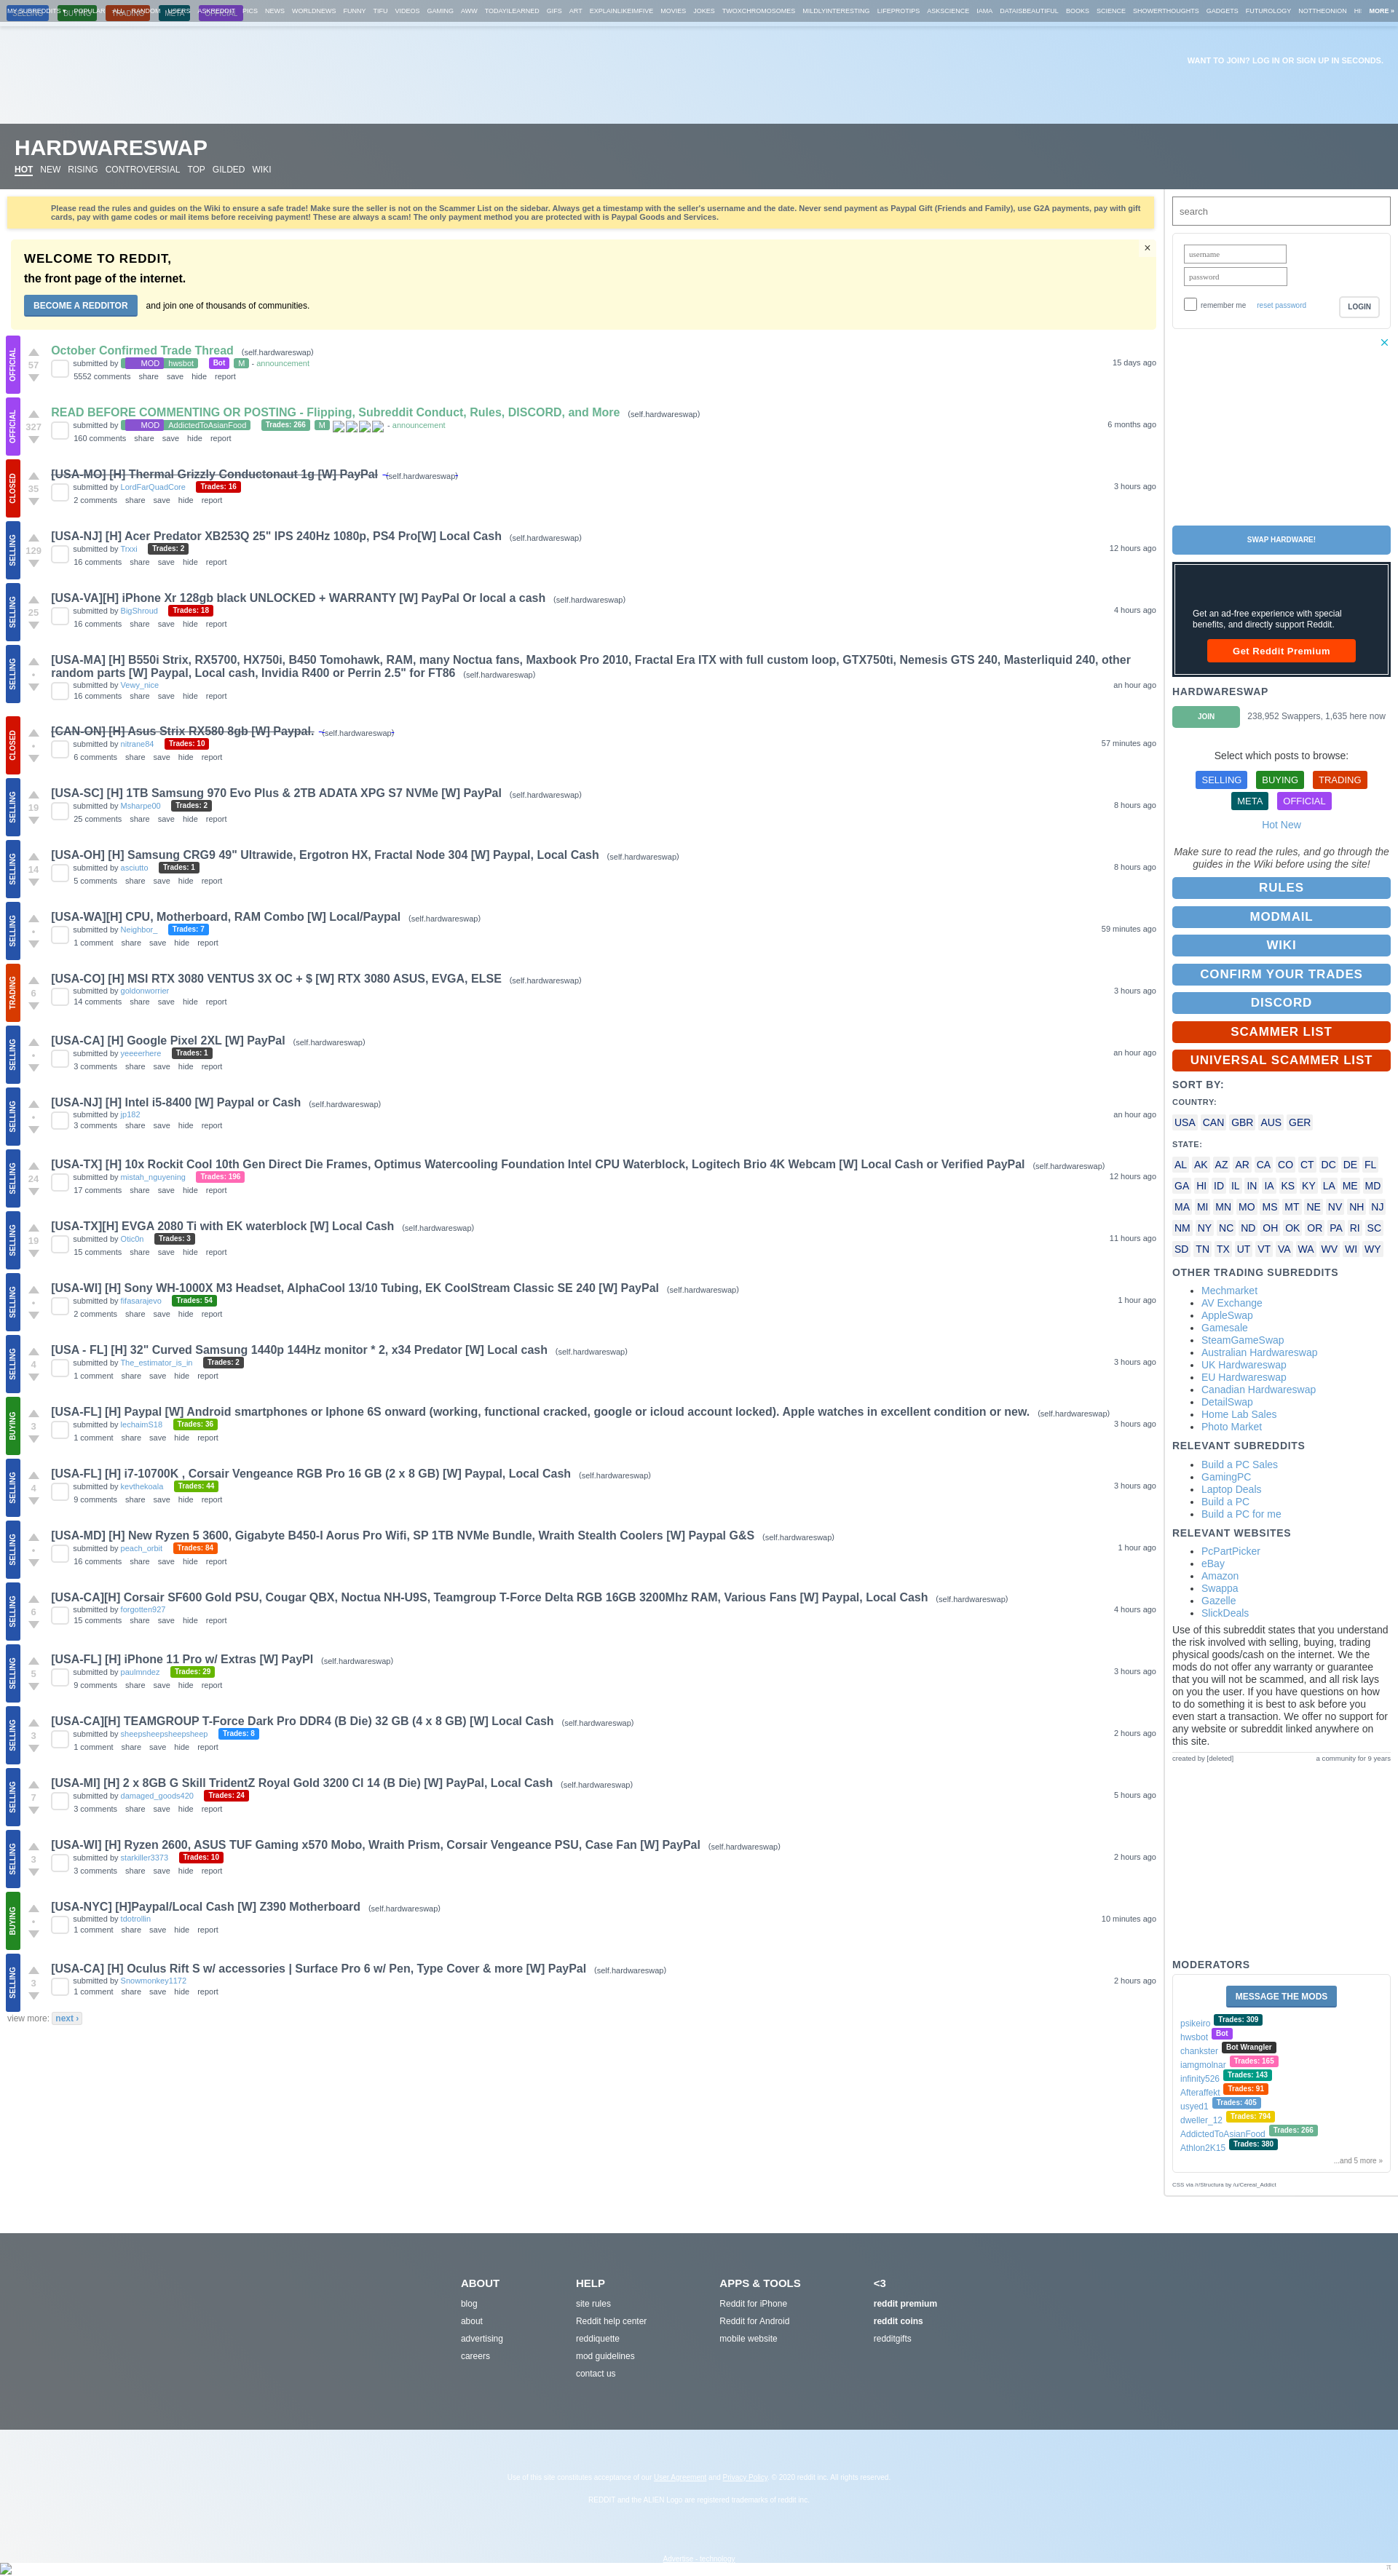 MY SUBREDDITS ▾ POPULAR - ALL - RANDOM - USERS ASKREDDIT PICS NEWS WORLDNEWS FUNNY TIFU VIDEOS GAMING AWW TODAYILEARNED GIFS ART EXPLAINLIKEIMFIVE MOVIES JOKES TWOXCHROMOSOMES MILDLYINTERESTING LIFEPROTIPS ASKSCIENCE IAMA DATAISBEAUTIFUL BOOKS SCIENCE SHOWERTHOUGHTS GADGETS FUTUROLOGY NOTTHEONION MORE »
SELLING BUYING TRADING META OFFICIAL
WANT TO JOIN? LOG IN OR SIGN UP IN SECONDS.
HARDWARESWAP
HOT NEW RISING CONTROVERSIAL TOP GILDED WIKI
Please read the rules and guides on the Wiki to ensure a safe trade! Make sure the seller is not on the Scammer List on the sidebar. Always get a timestamp with the seller's username and the date. Never send payment as Paypal Gift (Friends and Family), use G2A payments, pay with gift
cards, pay with game codes or mail items before receiving payment! These are always a scam! The only payment method you are protected with is Paypal Goods and Services.
WELCOME TO REDDIT,
the front page of the internet.
BECOME A REDDITOR and join one of thousands of communities.
×
OFFICIAL
57
October Confirmed Trade Thread (self.hardwareswap)
submitted by MOD hwsbot Bot M - announcement
15 days ago
5552 comments share save hide report
OFFICIAL
327
READ BEFORE COMMENTING OR POSTING - Flipping, Subreddit Conduct, Rules, DISCORD, and More (self.hardwareswap)
submitted by MOD AddictedToAsianFood Trades: 266 M - announcement
6 months ago
160 comments share save hide report
CLOSED
35
[USA-MO] [H] Thermal Grizzly Conductonaut 1g [W] PayPal (self.hardwareswap)
submitted by LordFarQuadCore Trades: 16
3 hours ago
2 comments share save hide report
SELLING
129
[USA-NJ] [H] Acer Predator XB253Q 25" IPS 240Hz 1080p, PS4 Pro[W] Local Cash (self.hardwareswap)
submitted by Trxxi Trades: 2
12 hours ago
16 comments share save hide report
SELLING
25
[USA-VA][H] iPhone Xr 128gb black UNLOCKED + WARRANTY [W] PayPal Or local a cash (self.hardwareswap)
submitted by BigShroud Trades: 18
4 hours ago
16 comments share save hide report
SELLING
•
[USA-MA] [H] B550i Strix, RX5700, HX750i, B450 Tomohawk, RAM, many Noctua fans, Maxbook Pro 2010, Fractal Era ITX with full custom loop, GTX750ti, Nemesis GTS 240, Masterliquid 240, other
random parts [W] Paypal, Local cash, Invidia R400 or Perrin 2.5" for FT86 (self.hardwareswap)
submitted by Vewy_nice
an hour ago
16 comments share save hide report
CLOSED
•
[CAN-ON] [H] Asus Strix RX580 8gb [W] Paypal. (self.hardwareswap)
submitted by nitrane84 Trades: 10
57 minutes ago
6 comments share save hide report
SELLING
19
[USA-SC] [H] 1TB Samsung 970 Evo Plus & 2TB ADATA XPG S7 NVMe [W] PayPal (self.hardwareswap)
submitted by Msharpe00 Trades: 2
8 hours ago
25 comments share save hide report
SELLING
14
[USA-OH] [H] Samsung CRG9 49" Ultrawide, Ergotron HX, Fractal Node 304 [W] Paypal, Local Cash (self.hardwareswap)
submitted by asciutto Trades: 1
8 hours ago
5 comments share save hide report
SELLING
•
[USA-WA][H] CPU, Motherboard, RAM Combo [W] Local/Paypal (self.hardwareswap)
submitted by Neighbor_ Trades: 7
59 minutes ago
1 comment share save hide report
TRADING
6
[USA-CO] [H] MSI RTX 3080 VENTUS 3X OC + $ [W] RTX 3080 ASUS, EVGA, ELSE (self.hardwareswap)
submitted by goldonworrier
3 hours ago
14 comments share save hide report
SELLING
•
[USA-CA] [H] Google Pixel 2XL [W] PayPal (self.hardwareswap)
submitted by yeeeerhere Trades: 1
an hour ago
3 comments share save hide report
SELLING
•
[USA-NJ] [H] Intel i5-8400 [W] Paypal or Cash (self.hardwareswap)
submitted by jp182
an hour ago
3 comments share save hide report
SELLING
24
[USA-TX] [H] 10x Rockit Cool 10th Gen Direct Die Frames, Optimus Watercooling Foundation Intel CPU Waterblock, Logitech Brio 4K Webcam [W] Local Cash or Verified PayPal (self.hardwareswap)
submitted by mistah_nguyening Trades: 196
12 hours ago
17 comments share save hide report
SELLING
19
[USA-TX][H] EVGA 2080 Ti with EK waterblock [W] Local Cash (self.hardwareswap)
submitted by Otic0n Trades: 3
11 hours ago
15 comments share save hide report
SELLING
•
[USA-WI] [H] Sony WH-1000X M3 Headset, AlphaCool 13/10 Tubing, EK CoolStream Classic SE 240 [W] PayPal (self.hardwareswap)
submitted by fifasarajevo Trades: 54
1 hour ago
2 comments share save hide report
SELLING
4
[USA - FL] [H] 32" Curved Samsung 1440p 144Hz monitor * 2, x34 Predator [W] Local cash (self.hardwareswap)
submitted by The_estimator_is_in Trades: 2
3 hours ago
1 comment share save hide report
BUYING
3
[USA-FL] [H] Paypal [W] Android smartphones or Iphone 6S onward (working, functional cracked, google or icloud account locked). Apple watches in excellent condition or new. (self.hardwareswap)
submitted by lechaimS18 Trades: 36
3 hours ago
1 comment share save hide report
SELLING
4
[USA-FL] [H] i7-10700K , Corsair Vengeance RGB Pro 16 GB (2 x 8 GB) [W] Paypal, Local Cash (self.hardwareswap)
submitted by kevthekoala Trades: 44
3 hours ago
9 comments share save hide report
SELLING
•
[USA-MD] [H] New Ryzen 5 3600, Gigabyte B450-I Aorus Pro Wifi, SP 1TB NVMe Bundle, Wraith Stealth Coolers [W] Paypal G&S (self.hardwareswap)
submitted by peach_orbit Trades: 84
1 hour ago
16 comments share save hide report
SELLING
6
[USA-CA][H] Corsair SF600 Gold PSU, Cougar QBX, Noctua NH-U9S, Teamgroup T-Force Delta RGB 16GB 3200Mhz RAM, Various Fans [W] Paypal, Local Cash (self.hardwareswap)
submitted by forgotten927
4 hours ago
15 comments share save hide report
SELLING
5
[USA-FL] [H] iPhone 11 Pro w/ Extras [W] PayPl (self.hardwareswap)
submitted by paulmndez Trades: 29
3 hours ago
9 comments share save hide report
SELLING
3
[USA-CA][H] TEAMGROUP T-Force Dark Pro DDR4 (B Die) 32 GB (4 x 8 GB) [W] Local Cash (self.hardwareswap)
submitted by sheepsheepsheepsheep Trades: 8
2 hours ago
1 comment share save hide report
SELLING
7
[USA-MI] [H] 2 x 8GB G Skill TridentZ Royal Gold 3200 Cl 14 (B Die) [W] PayPal, Local Cash (self.hardwareswap)
submitted by damaged_goods420 Trades: 24
5 hours ago
3 comments share save hide report
SELLING
3
[USA-WI] [H] Ryzen 2600, ASUS TUF Gaming x570 Mobo, Wraith Prism, Corsair Vengeance PSU, Case Fan [W] PayPal (self.hardwareswap)
submitted by starkiller3373 Trades: 10
2 hours ago
3 comments share save hide report
BUYING
•
[USA-NYC] [H]Paypal/Local Cash [W] Z390 Motherboard (self.hardwareswap)
submitted by tdotrollin
10 minutes ago
1 comment share save hide report
SELLING
3
[USA-CA] [H] Oculus Rift S w/ accessories | Surface Pro 6 w/ Pen, Type Cover & more [W] PayPal (self.hardwareswap)
submitted by Snowmonkey1172
2 hours ago
1 comment share save hide report
view more: next ›
search
username
password
remember me reset password LOGIN
SWAP HARDWARE!
Get an ad-free experience with special
benefits, and directly support Reddit.
Get Reddit Premium
HARDWARESWAP
JOIN 238,952 Swappers, 1,635 here now
Select which posts to browse:
SELLING BUYING TRADING
META OFFICIAL
Hot New
Make sure to read the rules, and go through the
guides in the Wiki before using the site!
RULES
MODMAIL
WIKI
CONFIRM YOUR TRADES
DISCORD
SCAMMER LIST
UNIVERSAL SCAMMER LIST
SORT BY:
COUNTRY:
USA CAN GBR AUS GER
STATE:
AL AK AZ AR CA CO CT DC DE FL
GA HI ID IL IN IA KS KY LA ME MD
MA MI MN MO MS MT NE NV NH NJ
NM NY NC ND OH OK OR PA RI SC
SD TN TX UT VT VA WA WV WI WY
OTHER TRADING SUBREDDITS
Mechmarket
AV Exchange
AppleSwap
Gamesale
SteamGameSwap
Australian Hardwareswap
UK Hardwareswap
EU Hardwareswap
Canadian Hardwareswap
DetailSwap
Home Lab Sales
Photo Market
RELEVANT SUBREDDITS
Build a PC Sales
GamingPC
Laptop Deals
Build a PC
Build a PC for me
RELEVANT WEBSITES
PcPartPicker
eBay
Amazon
Swappa
Gazelle
SlickDeals
Use of this subreddit states that you understand
the risk involved with selling, buying, trading
physical goods/cash on the internet. We the
mods do not offer any warranty or guarantee
that you will not be scammed, and all risk lays
on you the user. If you have questions on how
to do something it is best to ask before you
even start a transaction. We offer no support for
any website or subreddit linked anywhere on
this site.
created by [deleted] a community for 9 years
MODERATORS
MESSAGE THE MODS
psikeiro Trades: 309
hwsbot Bot
chankster Bot Wrangler
iamgmolnar Trades: 165
infinity526 Trades: 143
Afteraffekt Trades: 91
usyed1 Trades: 405
dweller_12 Trades: 794
AddictedToAsianFood Trades: 266
Athlon2K15 Trades: 380
...and 5 more »
CSS via /r/Structura by /u/Cereal_Addict
ABOUT
blog
about
advertising
careers
HELP
site rules
Reddit help center
reddiquette
mod guidelines
contact us
APPS & TOOLS
Reddit for iPhone
Reddit for Android
mobile website
<3
reddit premium
reddit coins
redditgifts
Use of this site constitutes acceptance of our User Agreement and Privacy Policy. © 2020 reddit inc. All rights reserved.
REDDIT and the ALIEN Logo are registered trademarks of reddit inc.
Advertise - technology
π